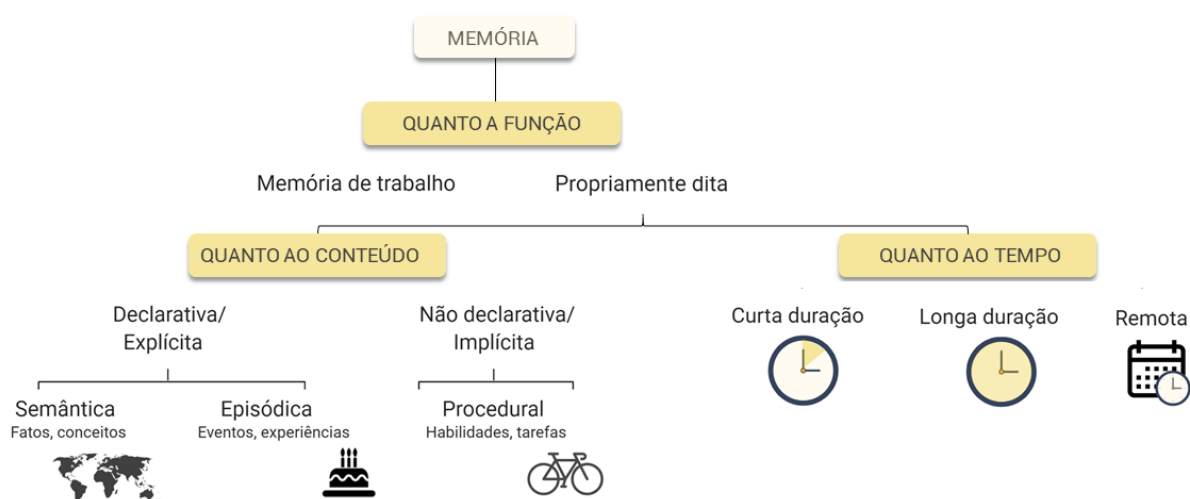 MEMÓRIA
QUANTO A FUNÇÃO
Memória de trabalho
Propriamente dita
QUANTO AO CONTEÚDO
QUANTO AO TEMPO
Declarativa/
Explícita
Não declarativa/
Implícita
Curta duração
Longa duração
Remota
Semântica
Fatos, conceitos
Episódica
Eventos, experiências
Procedural
Habilidades, tarefas